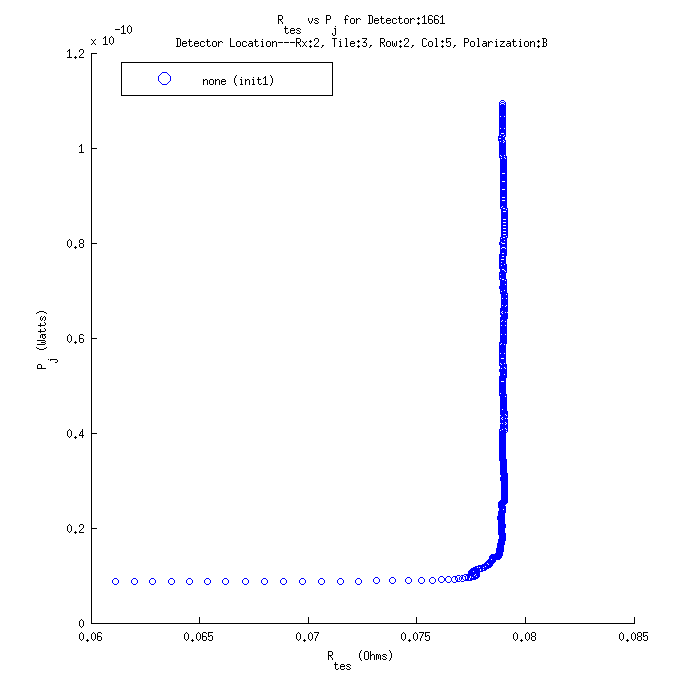 R_tes vs P_j for Detector:1661
x 10^-10
Detector Location---Rx:2, Tile:3, Row:2, Col:5, Polarization:B
none (init1)
1.2
1
0.8
0.6
0.4
0.2
0
P_j (Watts)
0.06 0.065 0.07 0.075 0.08 0.085
R_tes (Ohms)